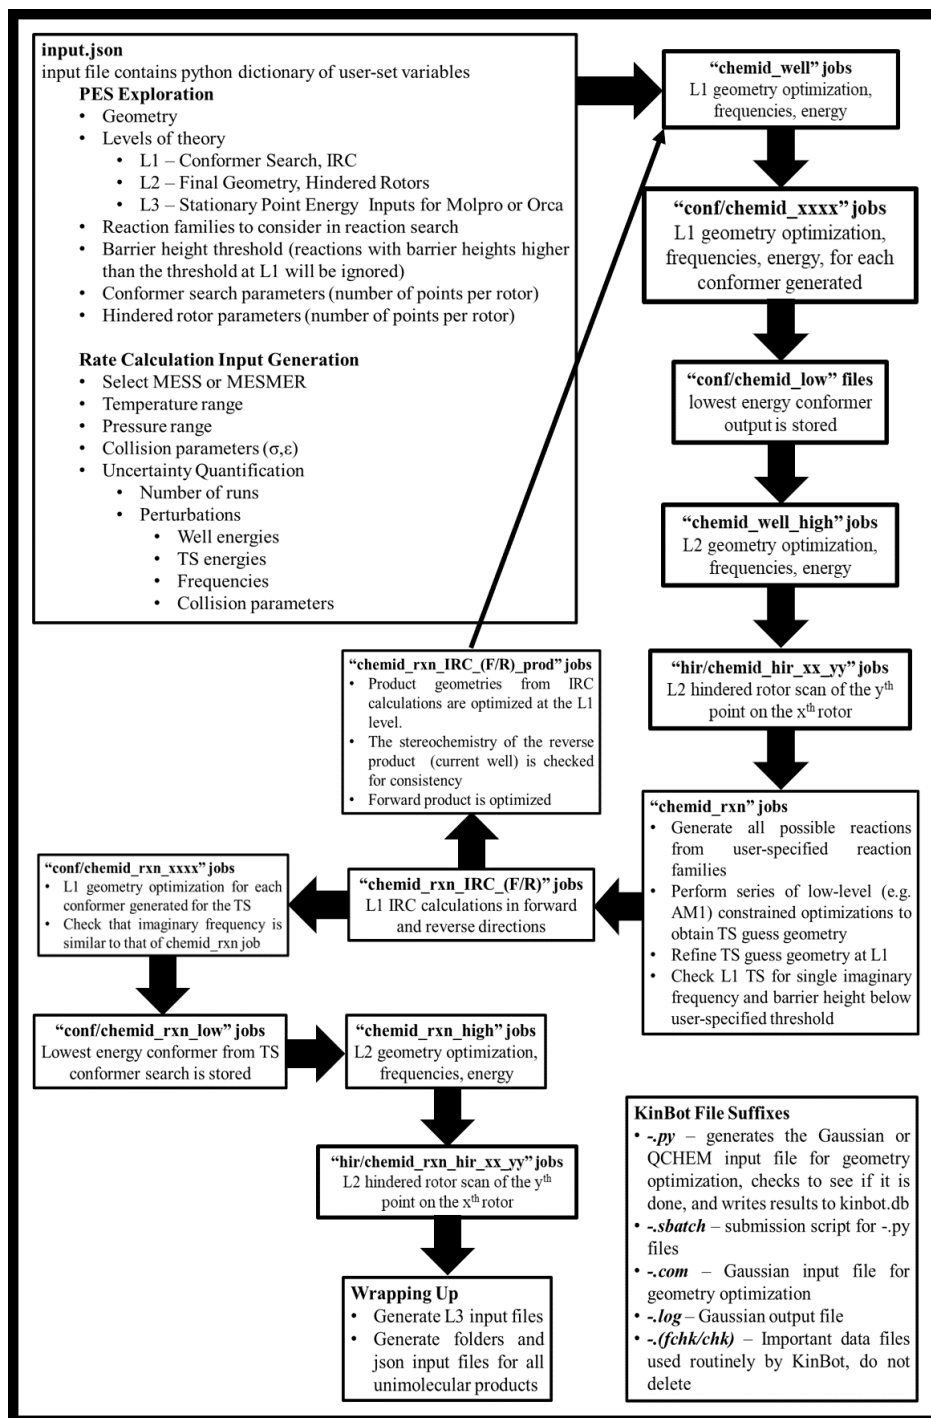 input.json
input file contains python dictionary of user-set variables
PES Exploration
• Geometry
• Levels of theory
• L1 – Conformer Search, IRC
• L2 – Final Geometry, Hindered Rotors
• L3 – Stationary Point Energy Inputs for Molpro or Orca
• Reaction families to consider in reaction search
• Barrier height threshold (reactions with barrier heights higher
than the threshold at L1 will be ignored)
• Conformer search parameters (number of points per rotor)
• Hindered rotor parameters (number of points per rotor)
Rate Calculation Input Generation
• Select MESS or MESMER
• Temperature range
• Pressure range
• Collision parameters (σ,ε)
• Uncertainty Quantification
• Number of runs
• Perturbations
• Well energies
• TS energies
• Frequencies
• Collision parameters
“chemid_well” jobs
L1 geometry optimization,
frequencies, energy
“conf/chemid_xxxx” jobs
L1 geometry optimization,
frequencies, energy, for each
conformer generated
“conf/chemid_low” files
lowest energy conformer
output is stored
“chemid_well_high” jobs
L2 geometry optimization,
frequencies, energy
“hir/chemid_hir_xx_yy” jobs
L2 hindered rotor scan of the yth
point on the xth rotor
“chemid_rxn” jobs
• Generate all possible reactions
from user-specified reaction
families
• Perform series of low-level (e.g.
AM1) constrained optimizations to
obtain TS guess geometry
• Refine TS guess geometry at L1
• Check L1 TS for single imaginary
frequency and barrier height below
user-specified threshold
“chemid_rxn_IRC_(F/R)” jobs
L1 IRC calculations in forward
and reverse directions
“chemid_rxn_IRC_(F/R)_prod” jobs
• Product geometries from IRC
calculations are optimized at the L1
level.
• The stereochemistry of the reverse
product (current well) is checked
for consistency
• Forward product is optimized
“conf/chemid_rxn_xxxx” jobs
• L1 geometry optimization for each
conformer generated for the TS
• Check that imaginary frequency is
similar to that of chemid_rxn job
“conf/chemid_rxn_low” jobs
Lowest energy conformer from TS
conformer search is stored
“chemid_rxn_high” jobs
L2 geometry optimization,
frequencies, energy
“hir/chemid_rxn_hir_xx_yy” jobs
L2 hindered rotor scan of the yth
point on the xth rotor
Wrapping Up
• Generate L3 input files
• Generate folders and
json input files for all
unimolecular products
KinBot File Suffixes
• -.py – generates the Gaussian or
QCHEM input file for geometry
optimization, checks to see if it is
done, and writes results to kinbot.db
• -.sbatch – submission script for -.py
files
• -.com – Gaussian input file for
geometry optimization
• -.log – Gaussian output file
• -.(fchk/chk) – Important data files
used routinely by KinBot, do not
delete